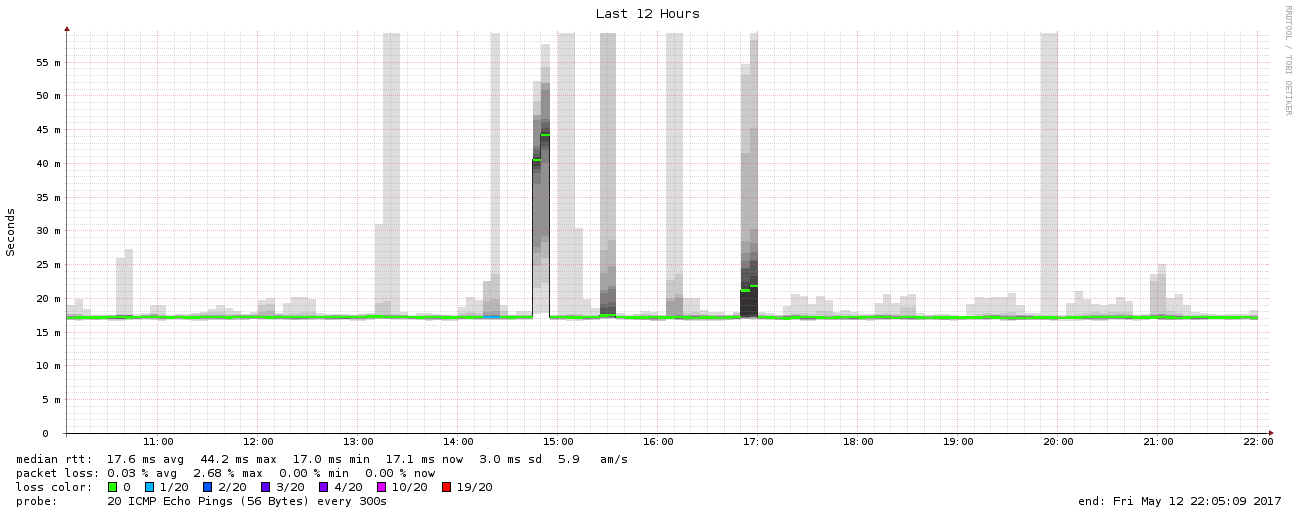 Last 12 Hours
RRDTOOL / TOBI OETIKER
Seconds
55 m
50 m
45 m
40 m
35 m
30 m
25 m
20 m
15 m
10 m
5 m
0
11:00 12:00 13:00 14:00 15:00 16:00 17:00 18:00 19:00 20:00 21:00 22:00
median rtt: 17.6 ms avg 44.2 ms max 17.0 ms min 17.1 ms now 3.0 ms sd 5.9 am/s
packet loss: 0.03 % avg 2.68 % max 0.00 % min 0.00 % now
loss color: 0 1/20 2/20 3/20 4/20 10/20 19/20
probe: 20 ICMP Echo Pings (56 Bytes) every 300s end: Fri May 12 22:05:09 2017